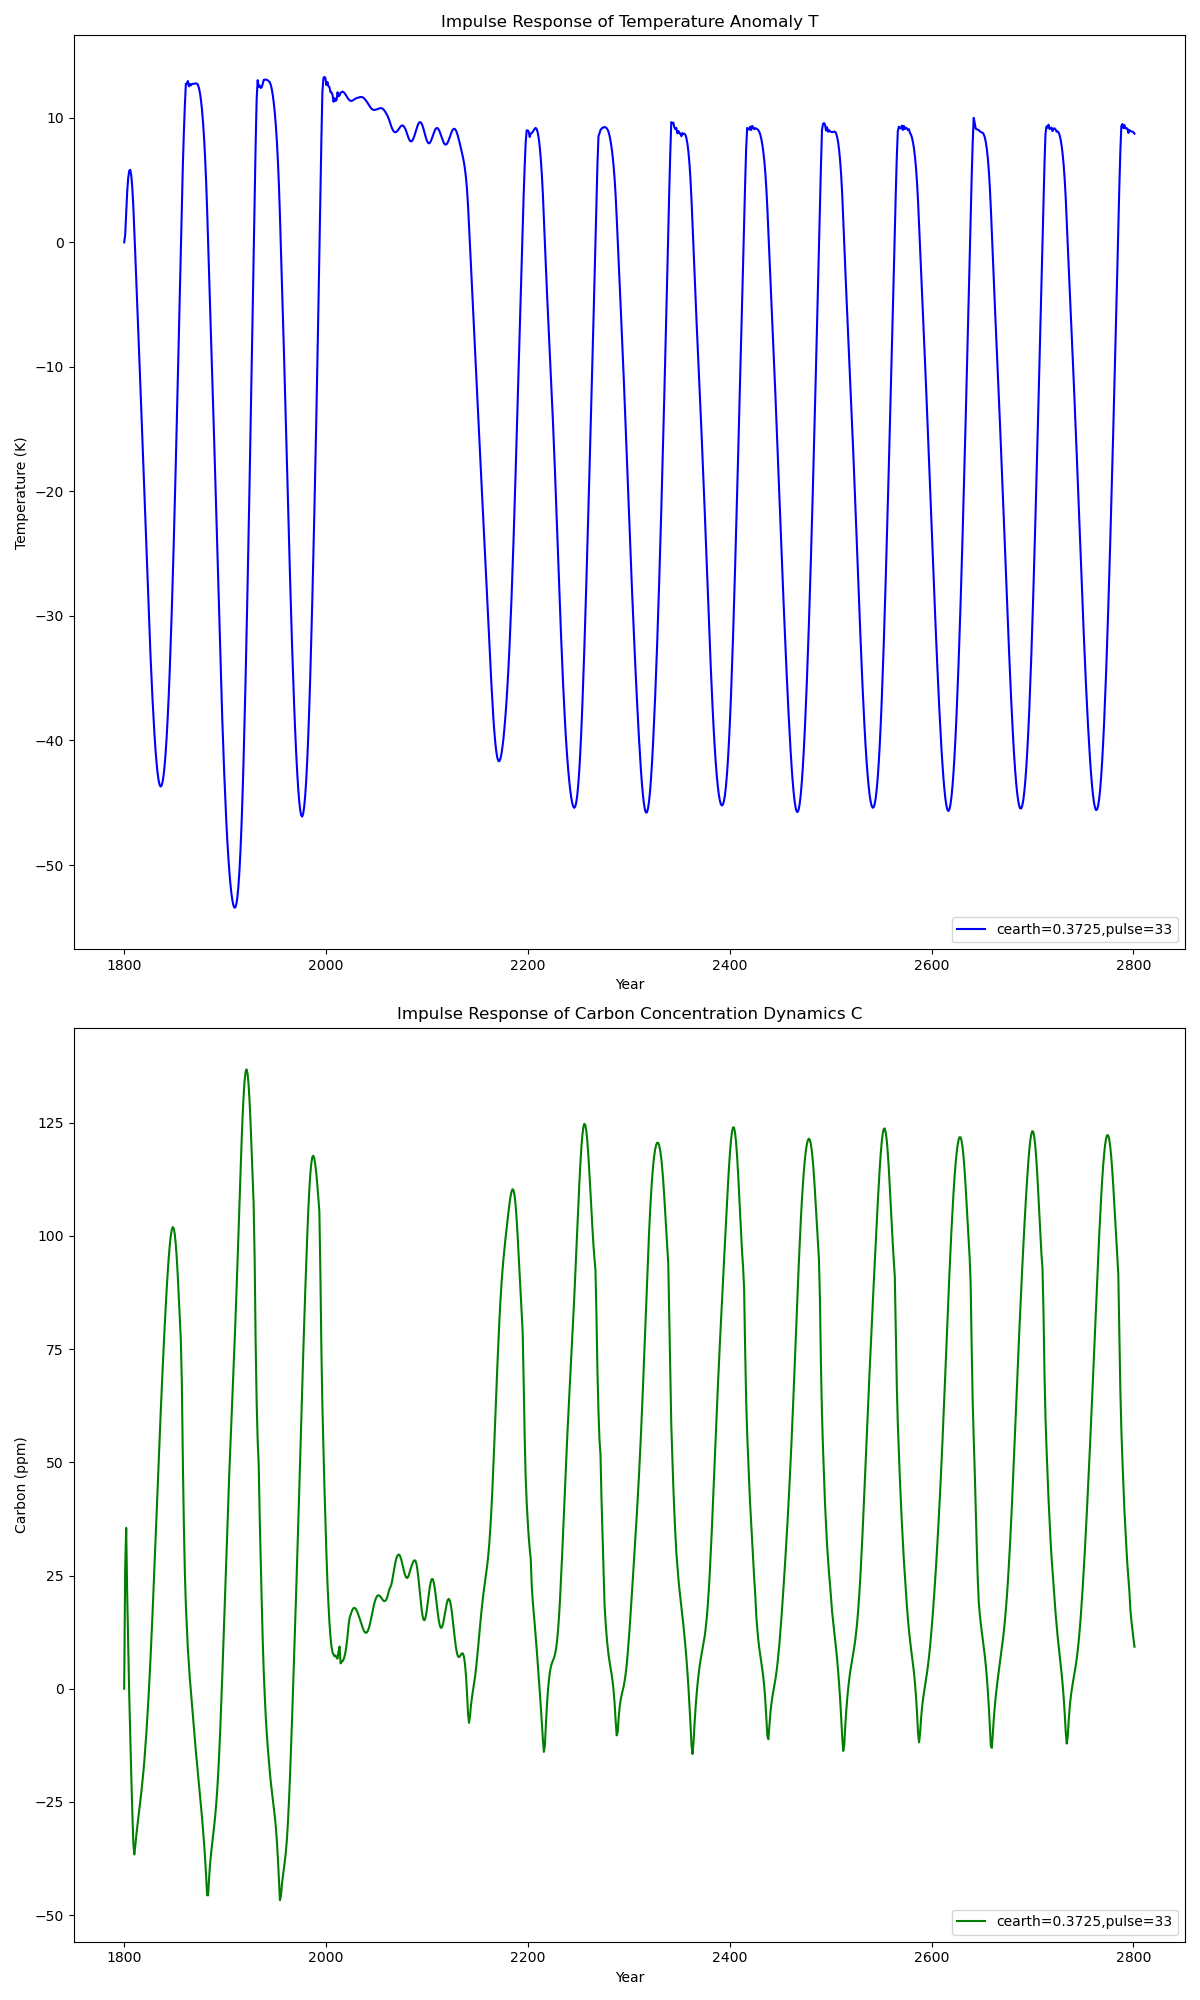 Impulse Response of Temperature Anomaly T
10
0
−10
−20
−30
−40
−50
Temperature (K)
cearth=0.3725,pulse=33
1800 2000 2200 2400 2600 2800
Year
Impulse Response of Carbon Concentration Dynamics C
125
100
75
50
25
0
−25
−50
Carbon (ppm)
cearth=0.3725,pulse=33
1800 2000 2200 2400 2600 2800
Year